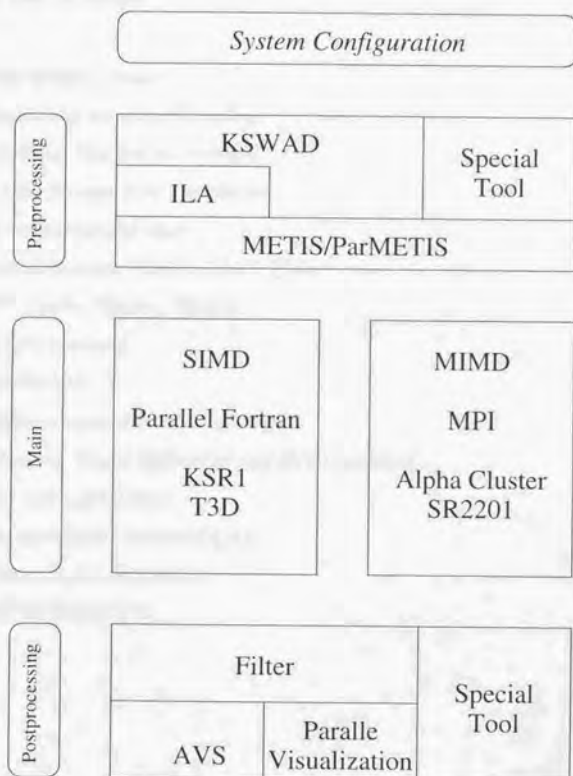 System Configuration
Preprocessing
KSWAD
Special
Tool
ILA
METIS/ParMETIS
Main
SIMD
Parallel Fortran
KSR1
T3D
MIMD
MPI
Alpha Cluster
SR2201
Postprocessing
Filter
Special
Tool
AVS
Paralle
Visualization